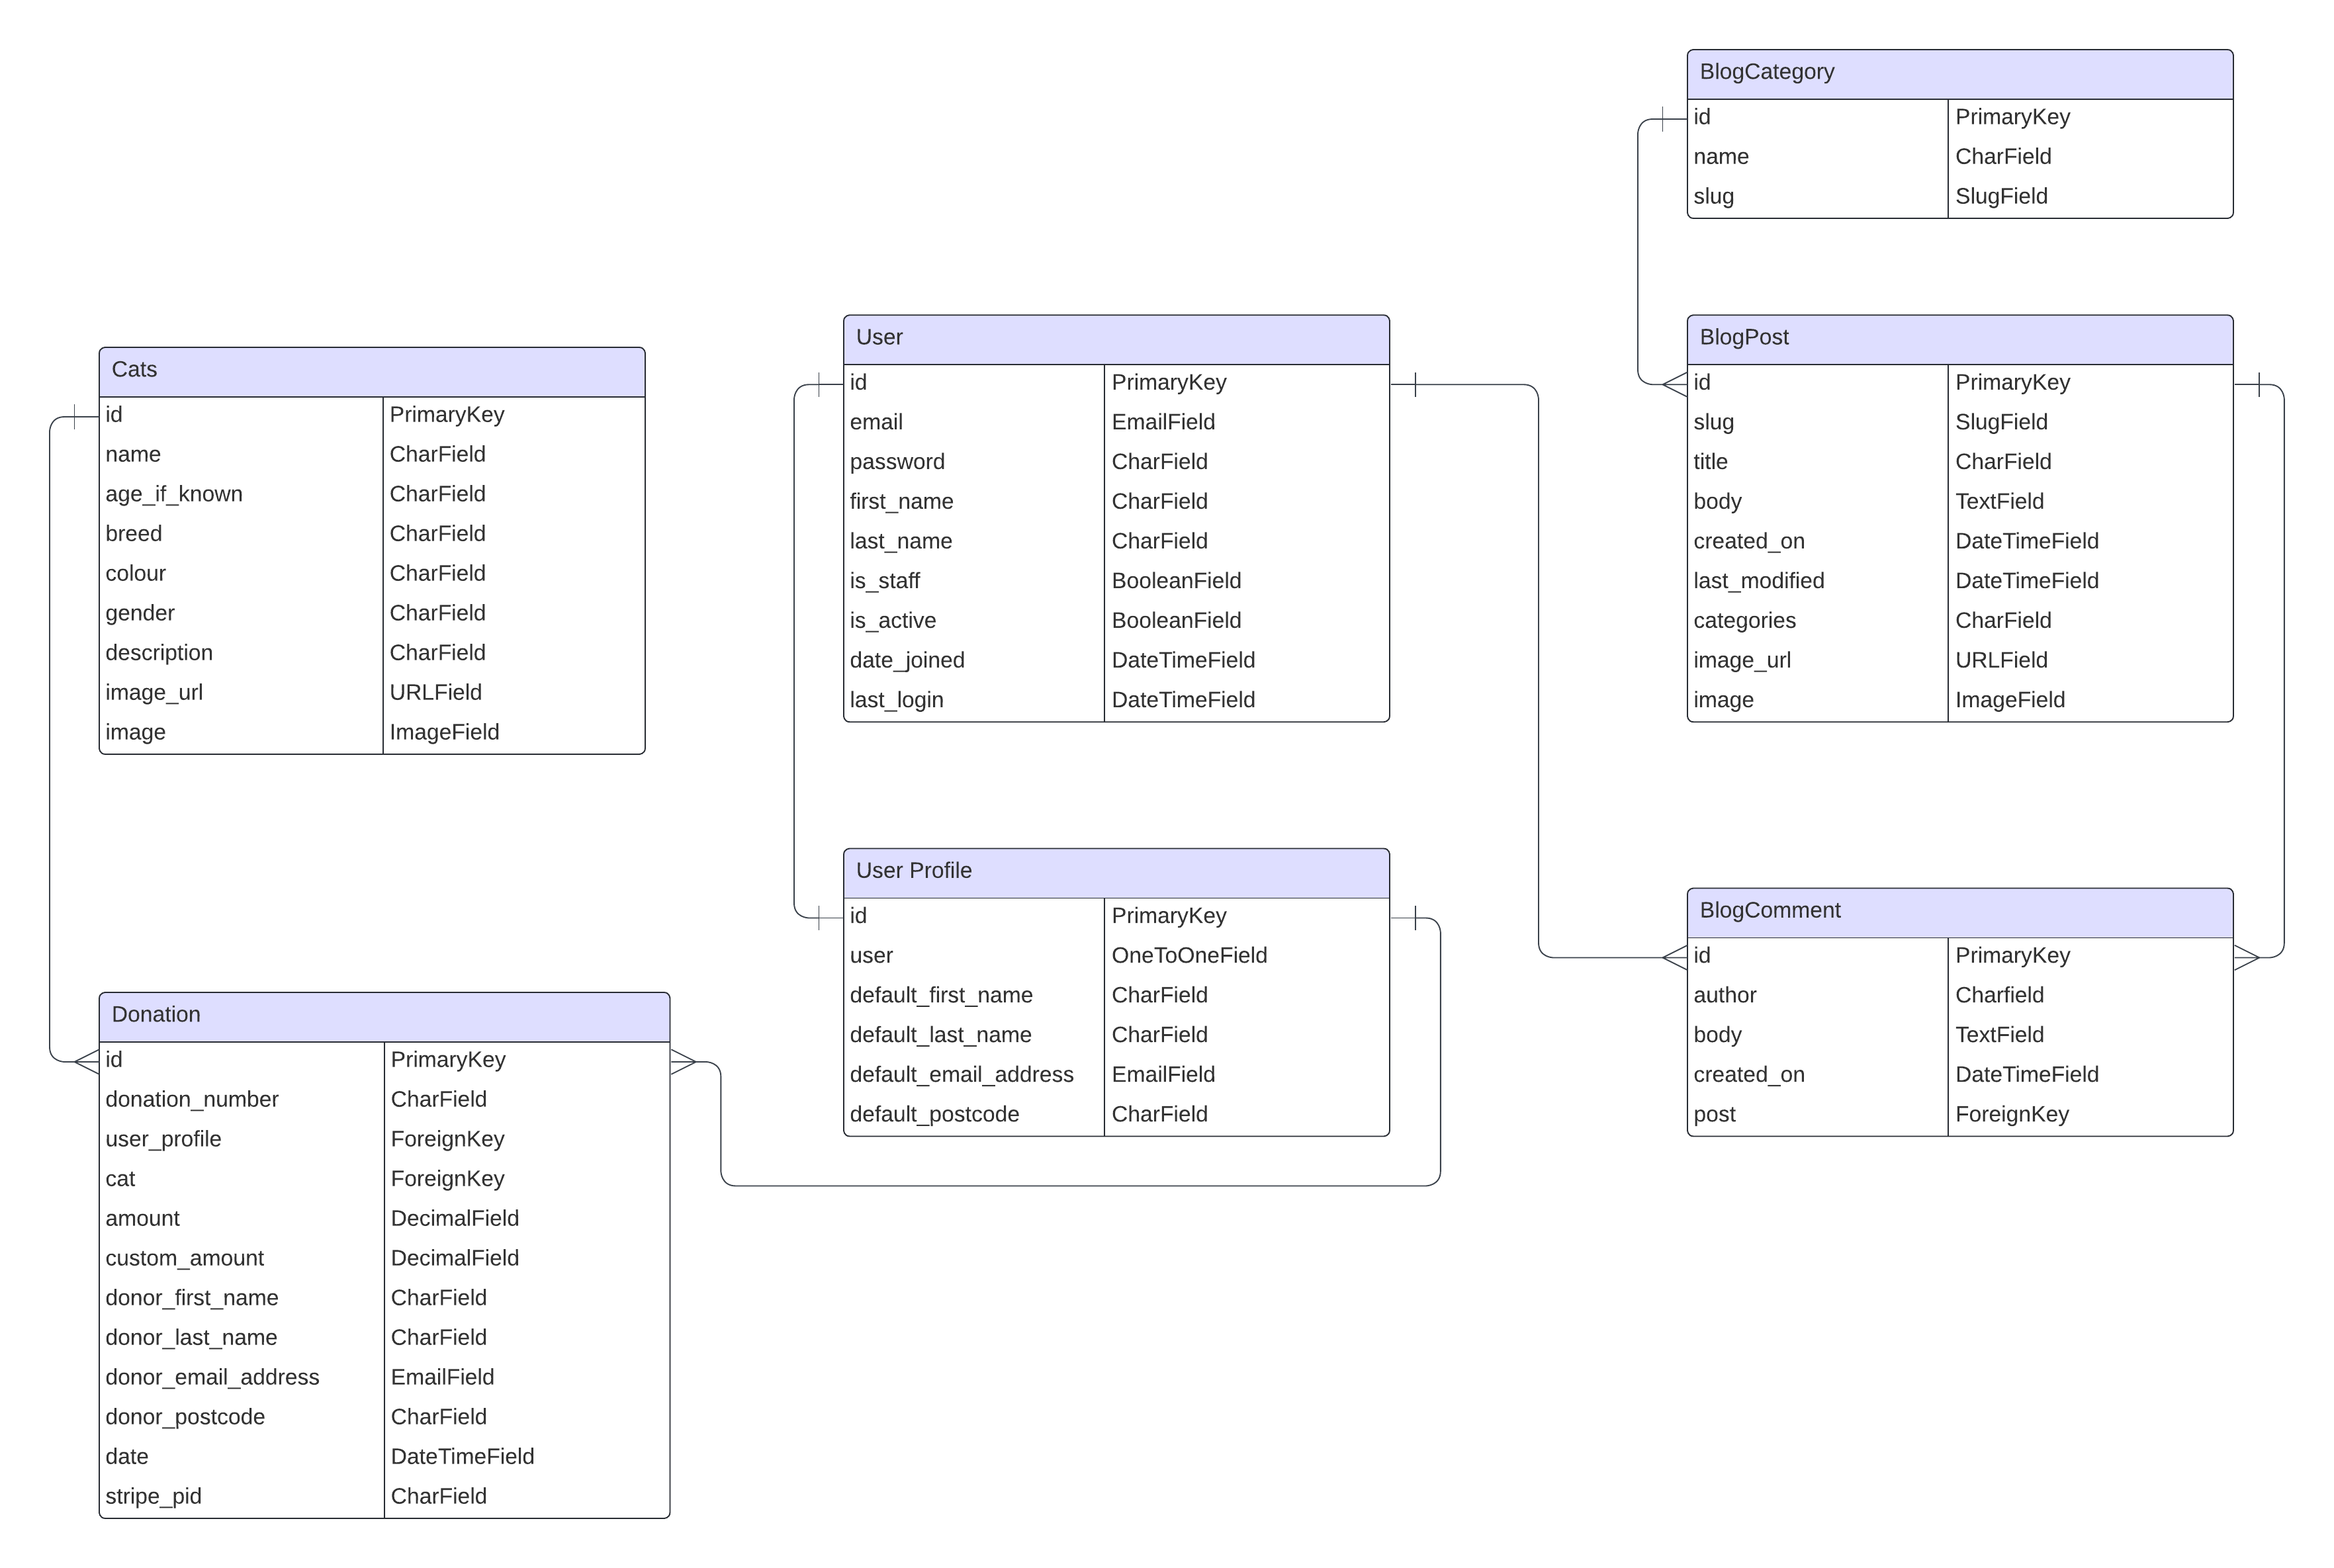 BlogCategory
id PrimaryKey
name CharField
slug SlugField
Cats
id PrimaryKey
name CharField
age_if_known CharField
breed CharField
colour CharField
gender CharField
description CharField
image_url URLField
image ImageField
User
id PrimaryKey
email EmailField
password CharField
first_name CharField
last_name CharField
is_staff BooleanField
is_active BooleanField
date_joined DateTimeField
last_login DateTimeField
BlogPost
id PrimaryKey
slug SlugField
title CharField
body TextField
created_on DateTimeField
last_modified DateTimeField
categories CharField
image_url URLField
image ImageField
Donation
id PrimaryKey
donation_number CharField
user_profile ForeignKey
cat ForeignKey
amount DecimalField
custom_amount DecimalField
donor_first_name CharField
donor_last_name CharField
donor_email_address EmailField
donor_postcode CharField
date DateTimeField
stripe_pid CharField
User Profile
id PrimaryKey
user OneToOneField
default_first_name CharField
default_last_name CharField
default_email_address EmailField
default_postcode CharField
BlogComment
id PrimaryKey
author Charfield
body TextField
created_on DateTimeField
post ForeignKey